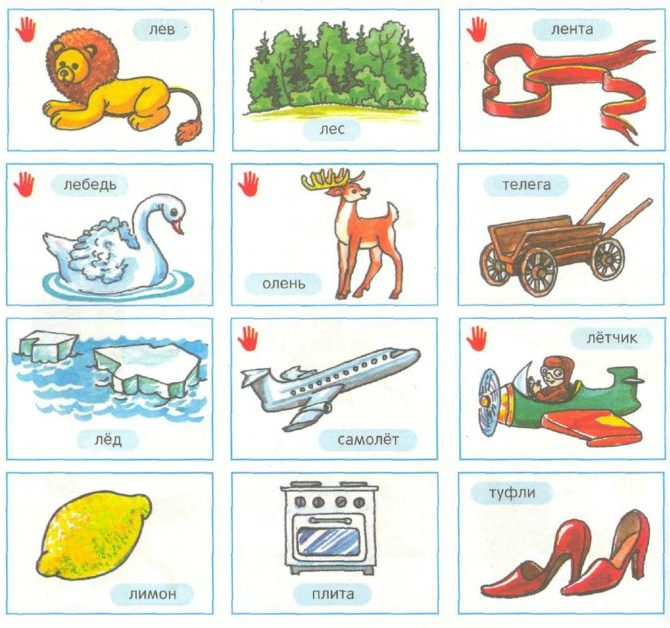 лев
лес
лента
лебедь
олень
телега
лёд
самолёт
лётчик
лимон
плита
туфли